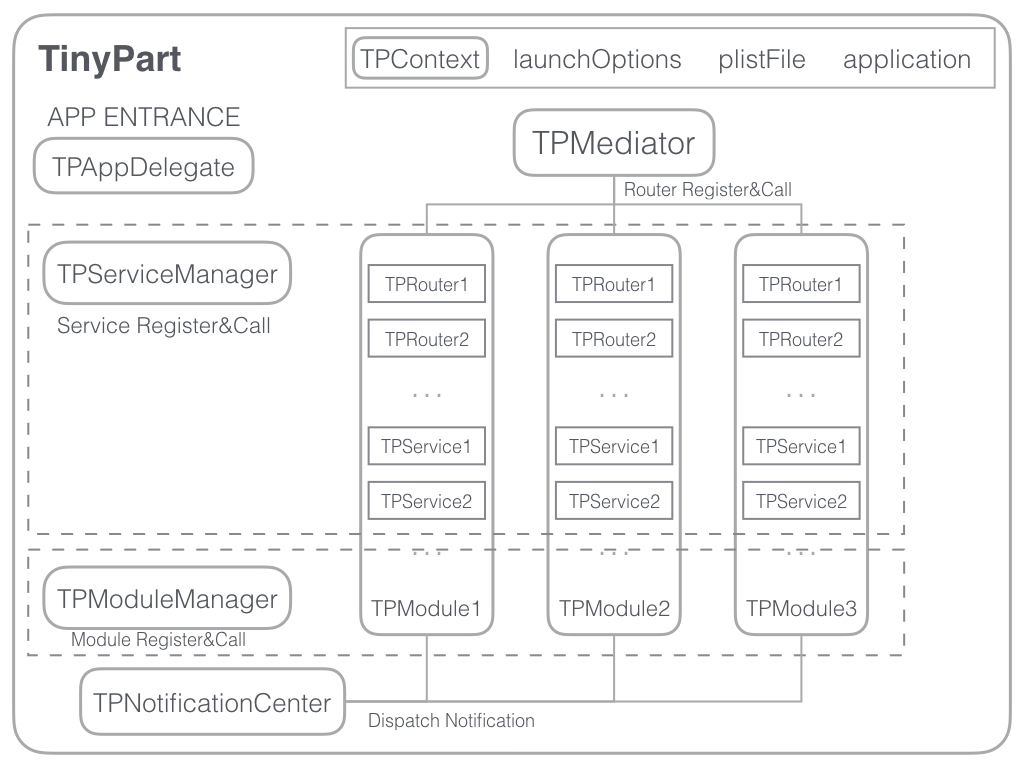 TinyPart
TPContext launchOptions plistFile application
APP ENTRANCE
TPAppDelegate
TPMediator
Router Register&Call
TPServiceManager
Service Register&Call
TPRouter1 TPRouter1 TPRouter1
TPRouter2 TPRouter2 TPRouter2
... ... ...
TPService1 TPService1 TPService1
TPService2 TPService2 TPService2
... ... ...
TPModuleManager
Module Register&Call
TPModule1 TPModule2 TPModule3
TPNotificationCenter
Dispatch Notification